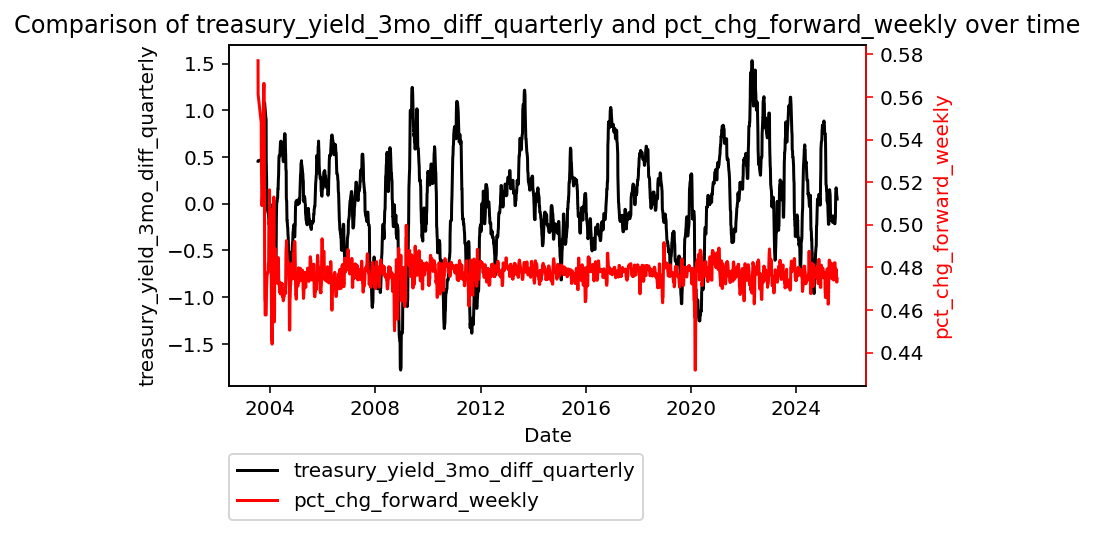 Comparison of treasury_yield_3mo_diff_quarterly and pct_chg_forward_weekly over time
treasury_yield_3mo_diff_quarterly
1.5
1.0
0.5
0.0
−0.5
−1.0
−1.5
0.58
0.56
0.54
0.52
0.50
0.48
0.46
0.44
pct_chg_forward_weekly
2004 2008 2012 2016 2020 2024
Date
treasury_yield_3mo_diff_quarterly
pct_chg_forward_weekly